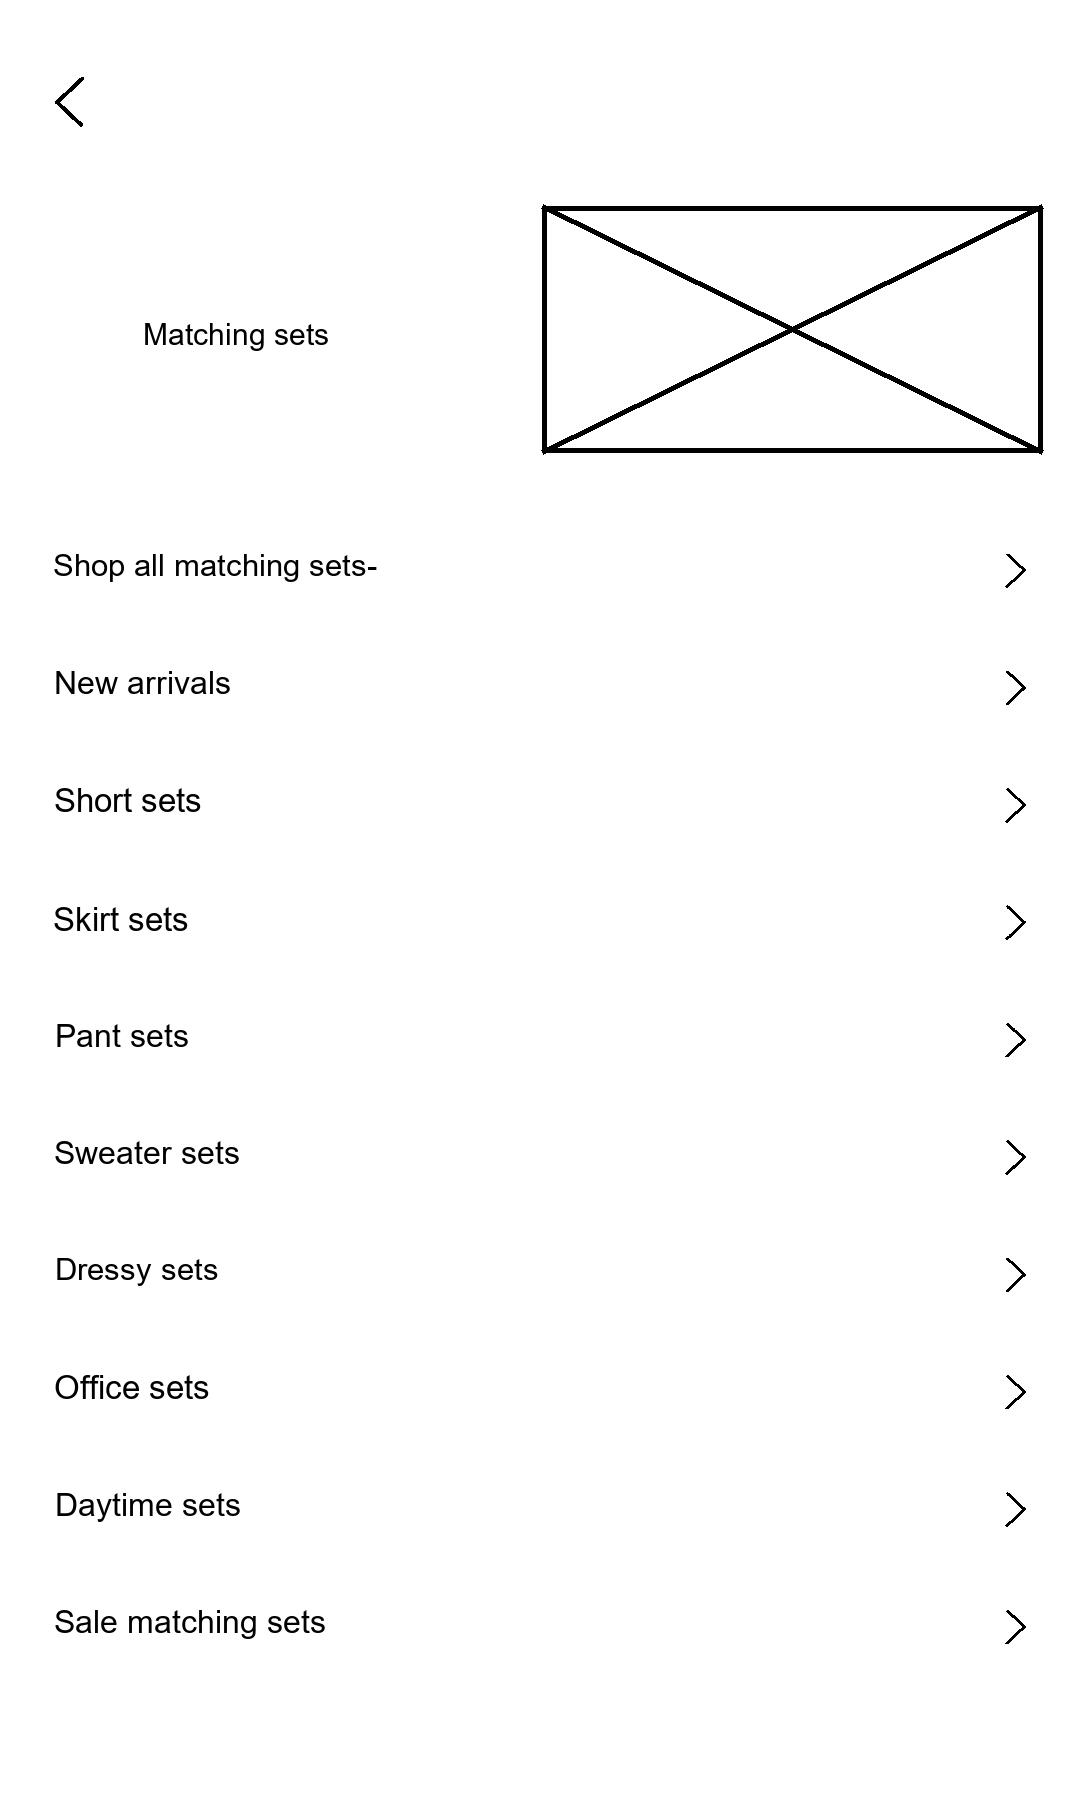 Matching sets
Shop all matching sets-
New arrivals
Short sets
Skirt sets
Pant sets
Sweater sets
Dressy sets
Office sets
Daytime sets
Sale matching sets